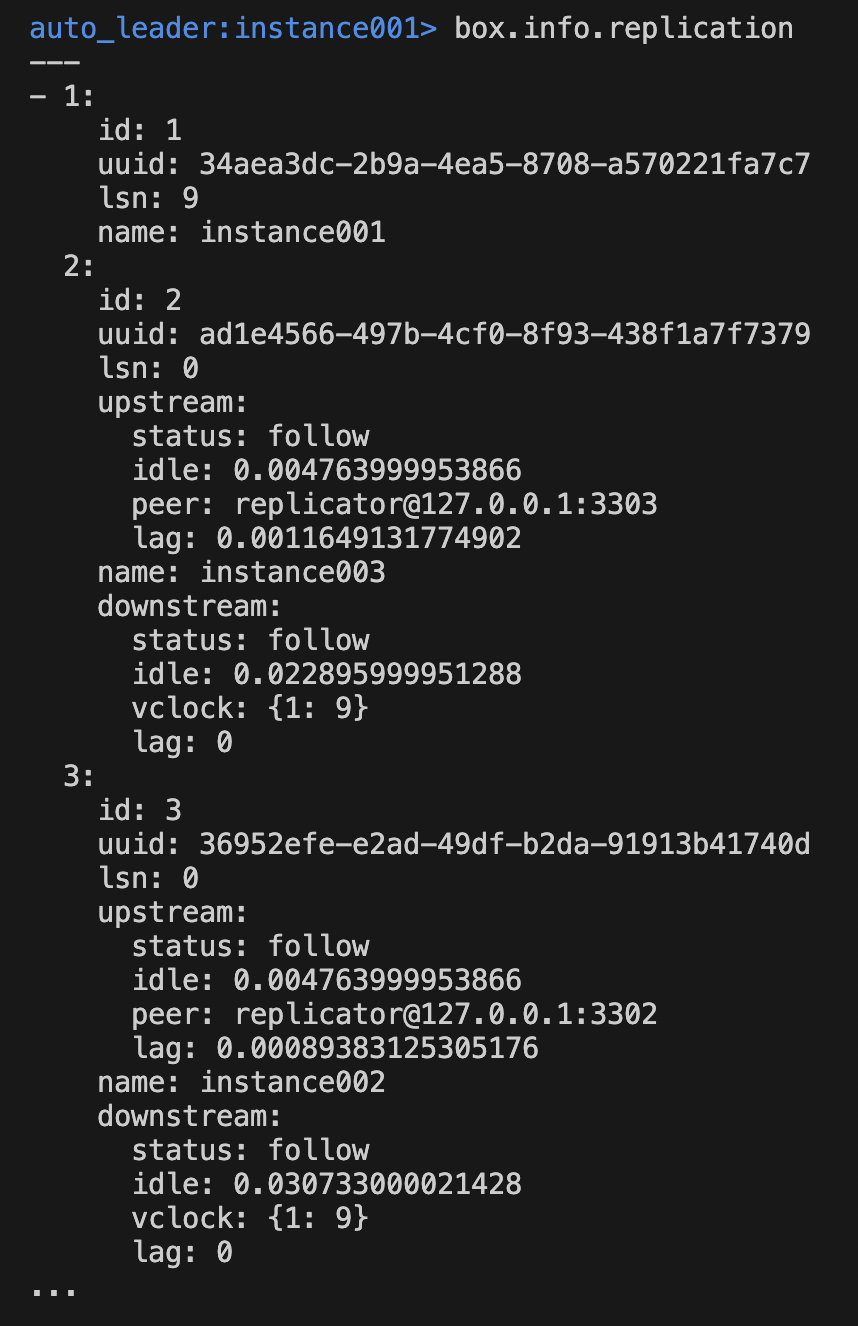 auto_leader:instance001> box.info.replication
---
- 1:
    id: 1
    uuid: 34aea3dc-2b9a-4ea5-8708-a570221fa7c7
    lsn: 9
    name: instance001
  2:
    id: 2
    uuid: ad1e4566-497b-4cf0-8f93-438f1a7f7379
    lsn: 0
    upstream:
      status: follow
      idle: 0.004763999953866
      peer: replicator@127.0.0.1:3303
      lag: 0.0011649131774902
    name: instance003
    downstream:
      status: follow
      idle: 0.022895999951288
      vclock: {1: 9}
      lag: 0
  3:
    id: 3
    uuid: 36952efe-e2ad-49df-b2da-91913b41740d
    lsn: 0
    upstream:
      status: follow
      idle: 0.004763999953866
      peer: replicator@127.0.0.1:3302
      lag: 0.00089383125305176
    name: instance002
    downstream:
      status: follow
      idle: 0.030733000021428
      vclock: {1: 9}
      lag: 0
...